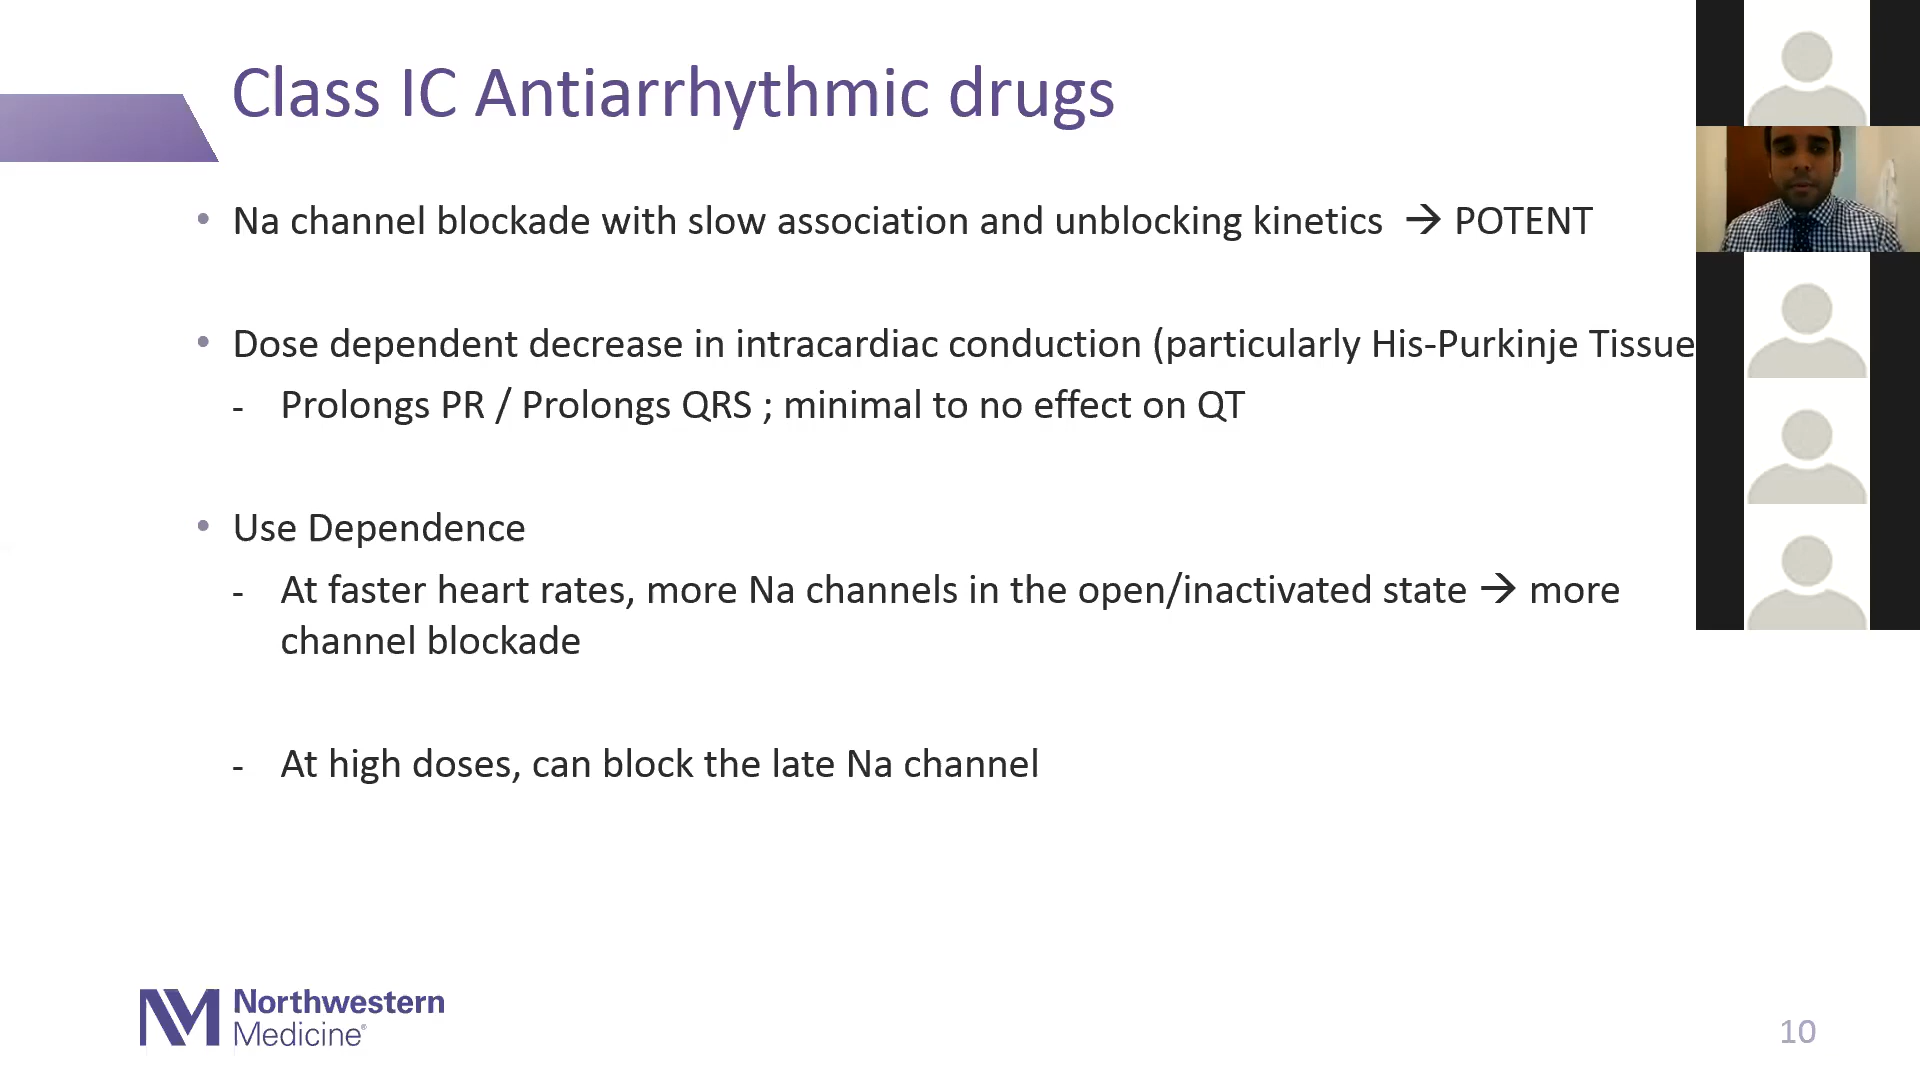 Class IC Antiarrhythmic drugs
• Na channel blockade with slow association and unblocking kinetics → POTENT
• Dose dependent decrease in intracardiac conduction (particularly His-Purkinje Tissue
- Prolongs PR / Prolongs QRS ; minimal to no effect on QT
• Use Dependence
- At faster heart rates, more Na channels in the open/inactivated state → more
channel blockade
- At high doses, can block the late Na channel
NM Northwestern
Medicine®
10